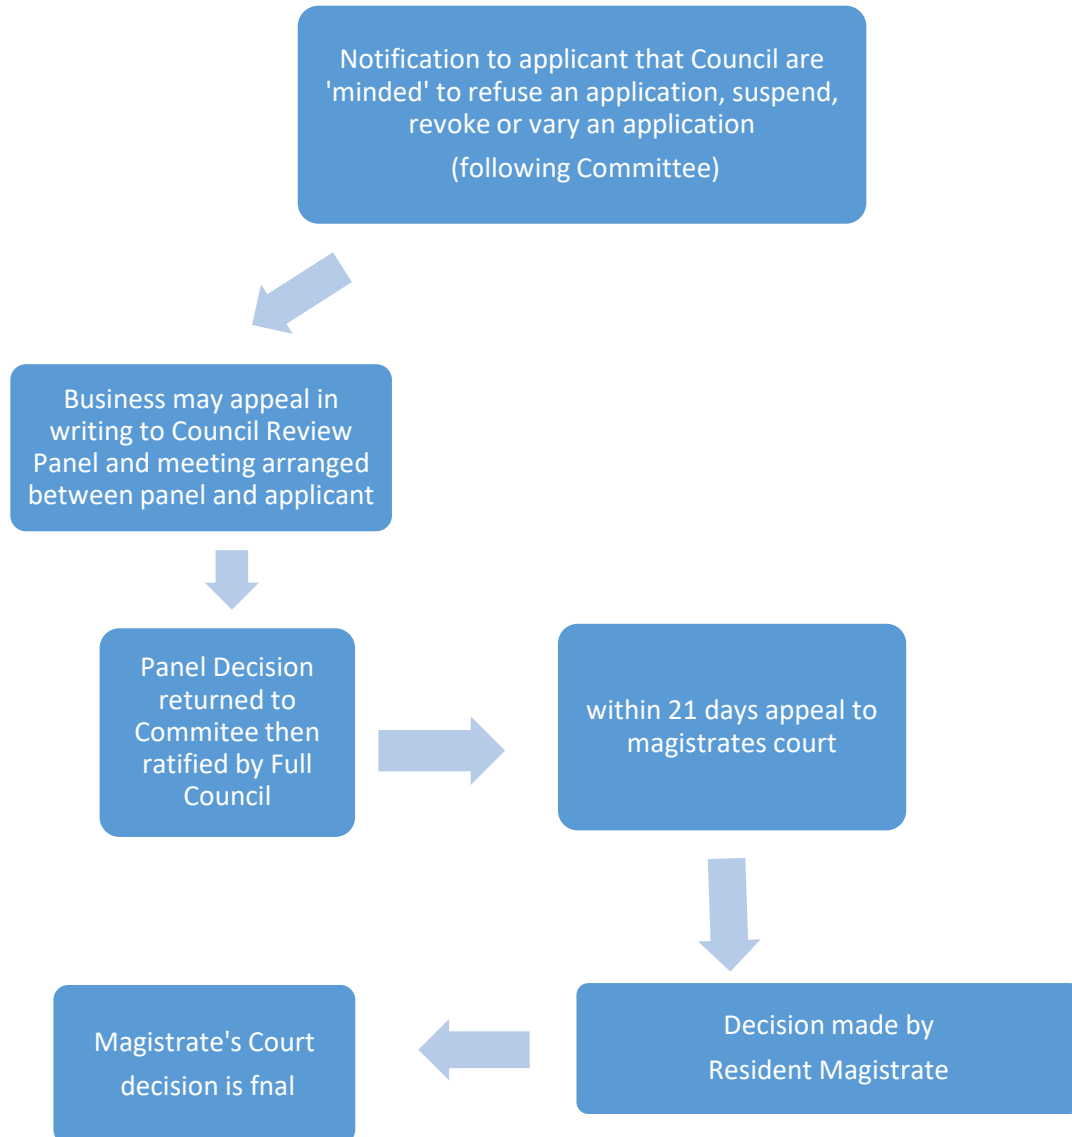 Notification to applicant that Council are
'minded' to refuse an application, suspend,
revoke or vary an application
(following Committee)
Business may appeal in
writing to Council Review
Panel and meeting arranged
between panel and applicant
Panel Decision
returned to
Commitee then
ratified by Full
Council
within 21 days appeal to
magistrates court
Decision made by
Resident Magistrate
Magistrate's Court
decision is fnal